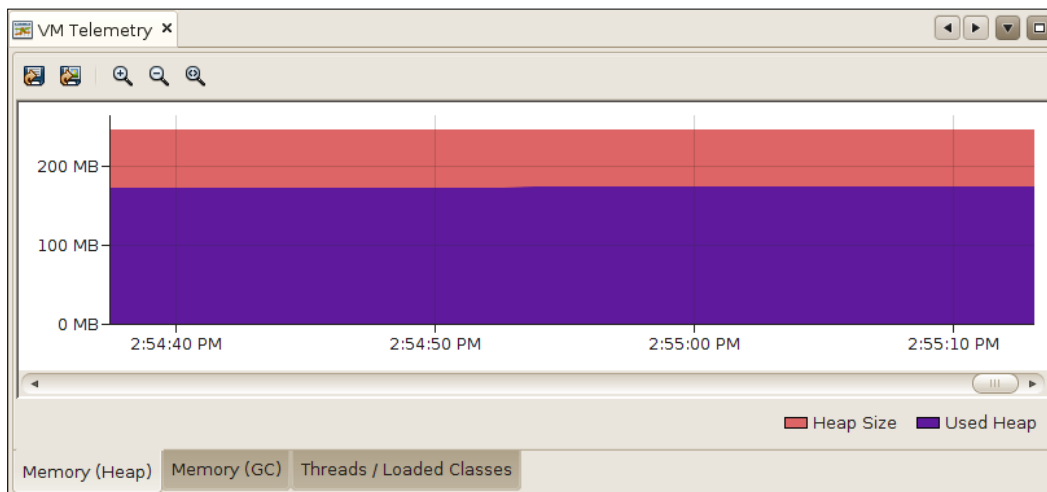 VM Telemetry
200 MB
100 MB
0 MB
2:54:40 PM 2:54:50 PM 2:55:00 PM 2:55:10 PM
Heap Size Used Heap
Memory (Heap) Memory (GC) Threads / Loaded Classes